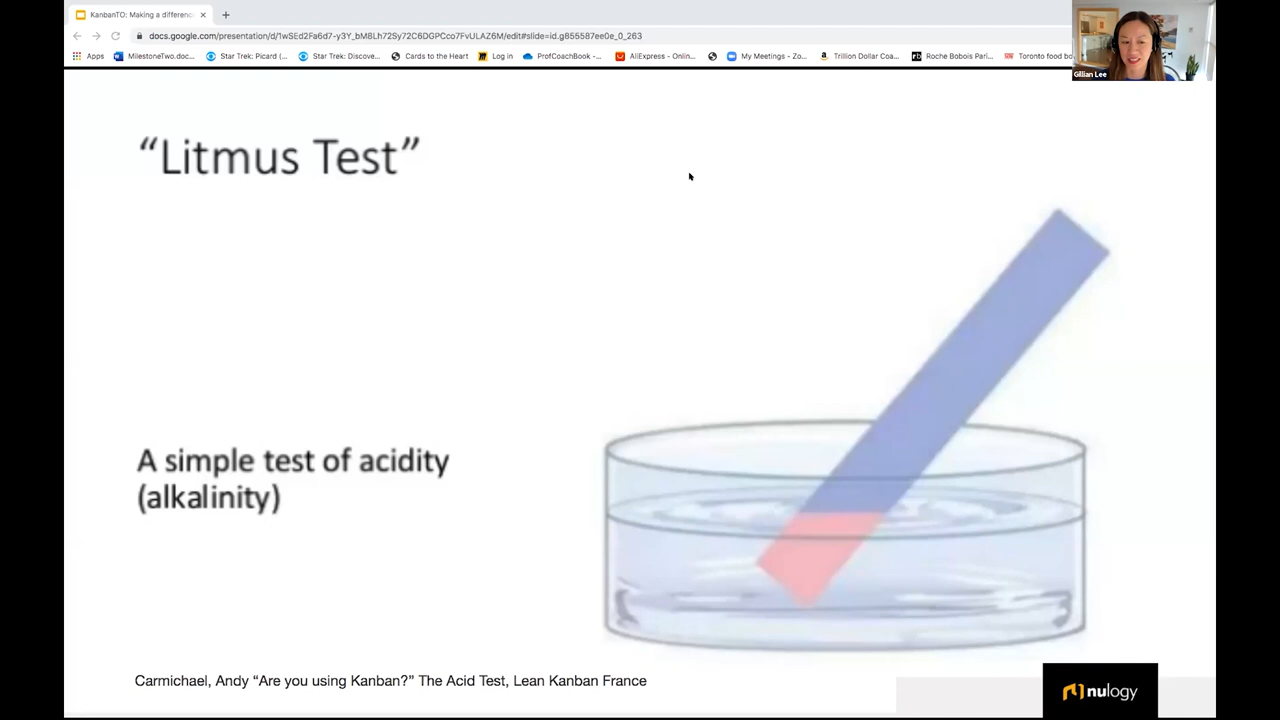 KanbanTO: Making a differenc
docs.google.com/presentation/d/1wSEd2Fa6d7-y3Y_bM8Lh72Sy72C6DGPCco7FvULAZ6M/edit#slide=id.g855587ee0e_0_263
Apps MilestoneTwo.doc... Star Trek: Picard (... Star Trek: Discove... Cards to the Heart Log in ProfCoachBook -... AliExpress - Onlin... My Meetings - Zo... Trillion Dollar Coa... Roche Bobois Pari... Toronto food bo
Gillian Lee
“Litmus Test”
A simple test of acidity
(alkalinity)
Carmichael, Andy “Are you using Kanban?” The Acid Test, Lean Kanban France
nulogy